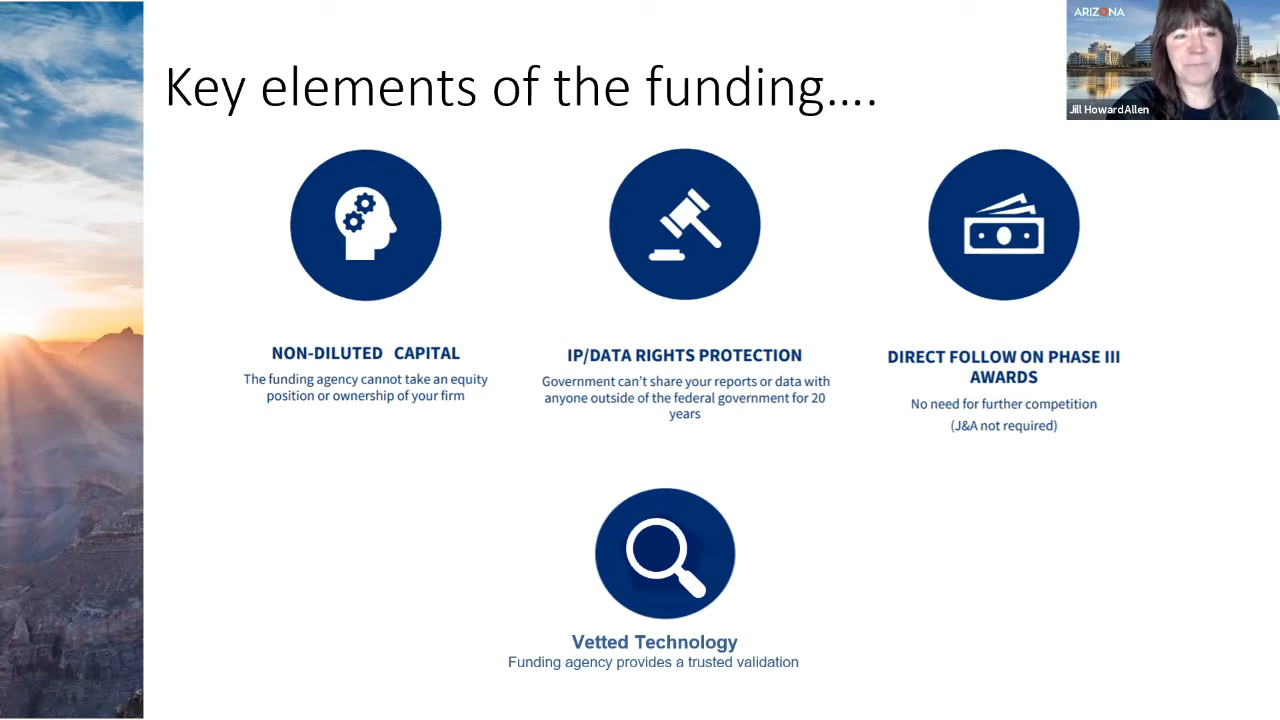 ARIZONA
Jill HowardAllen
Key elements of the funding....
NON-DILUTED CAPITAL
The funding agency cannot take an equity
position or ownership of your firm
IP/DATA RIGHTS PROTECTION
Government can't share your reports or data with
anyone outside of the federal government for 20
years
DIRECT FOLLOW ON PHASE III
AWARDS
No need for further competition
(J&A not required)
Vetted Technology
Funding agency provides a trusted validation